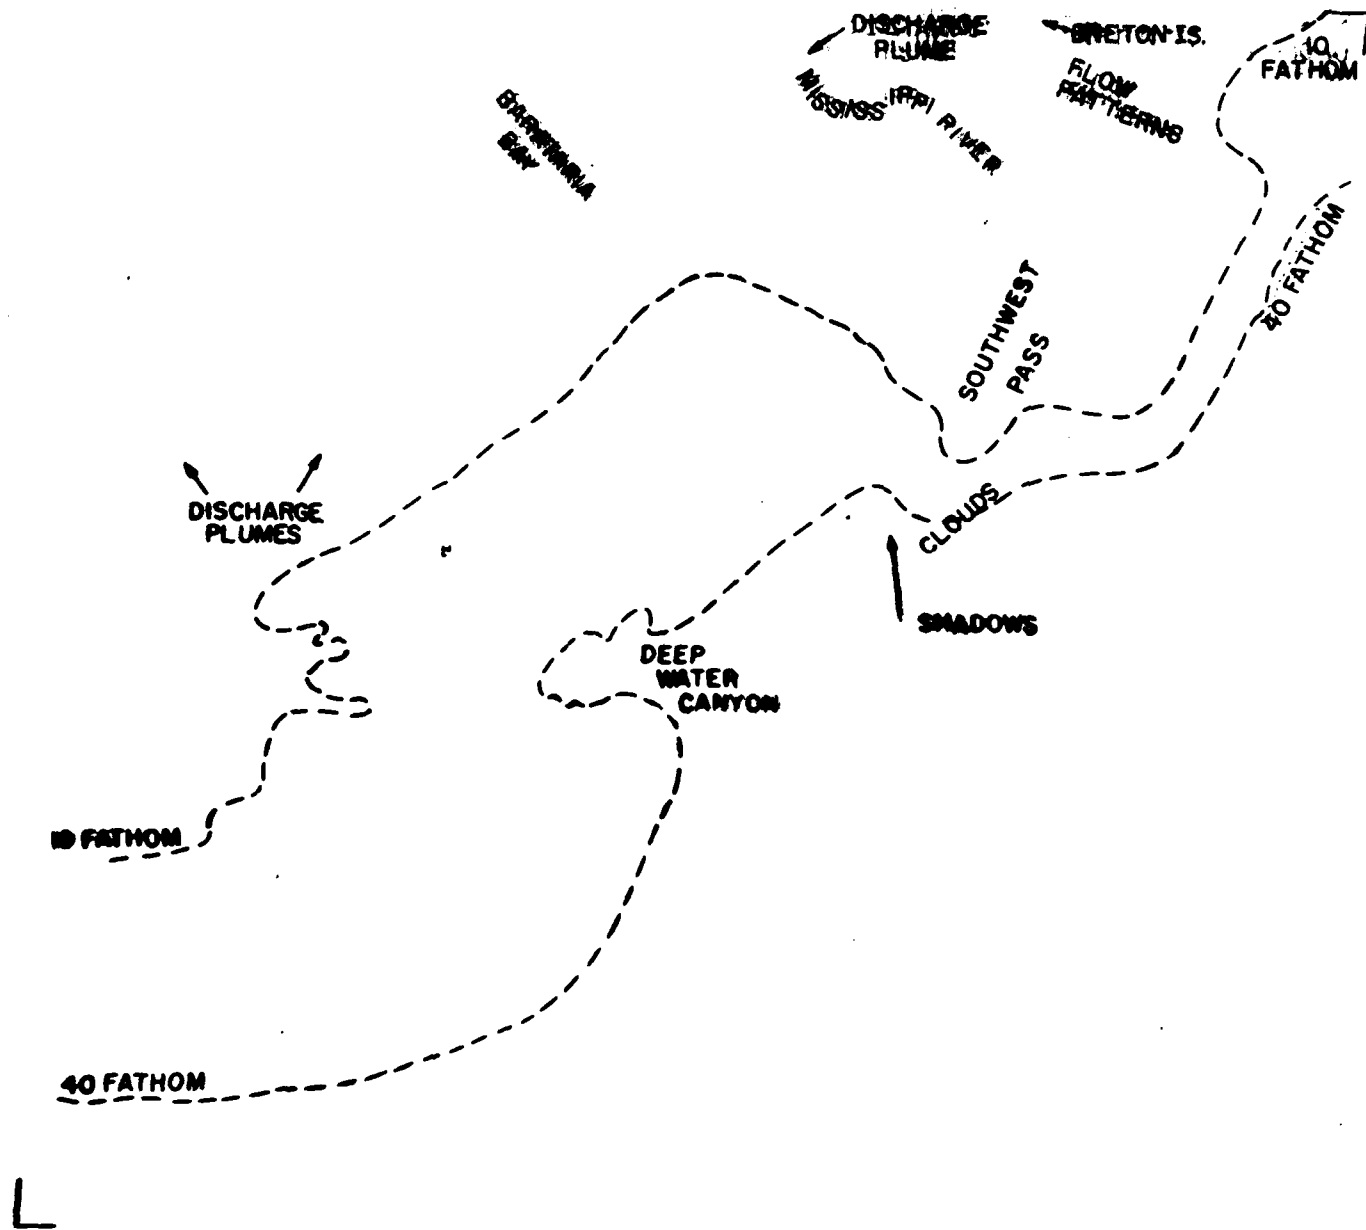 DISCHARGE
PLUME
BRETON IS.
10
FATHOM
MISSISSIPPI RIVER
FLOW
PATTERNS
BARATARIA
BAY
40 FATHOM
SOUTHWEST
PASS
DISCHARGE
PLUMES
CLOUDS
SHADOWS
DEEP
WATER
CANYON
10 FATHOM
40 FATHOM